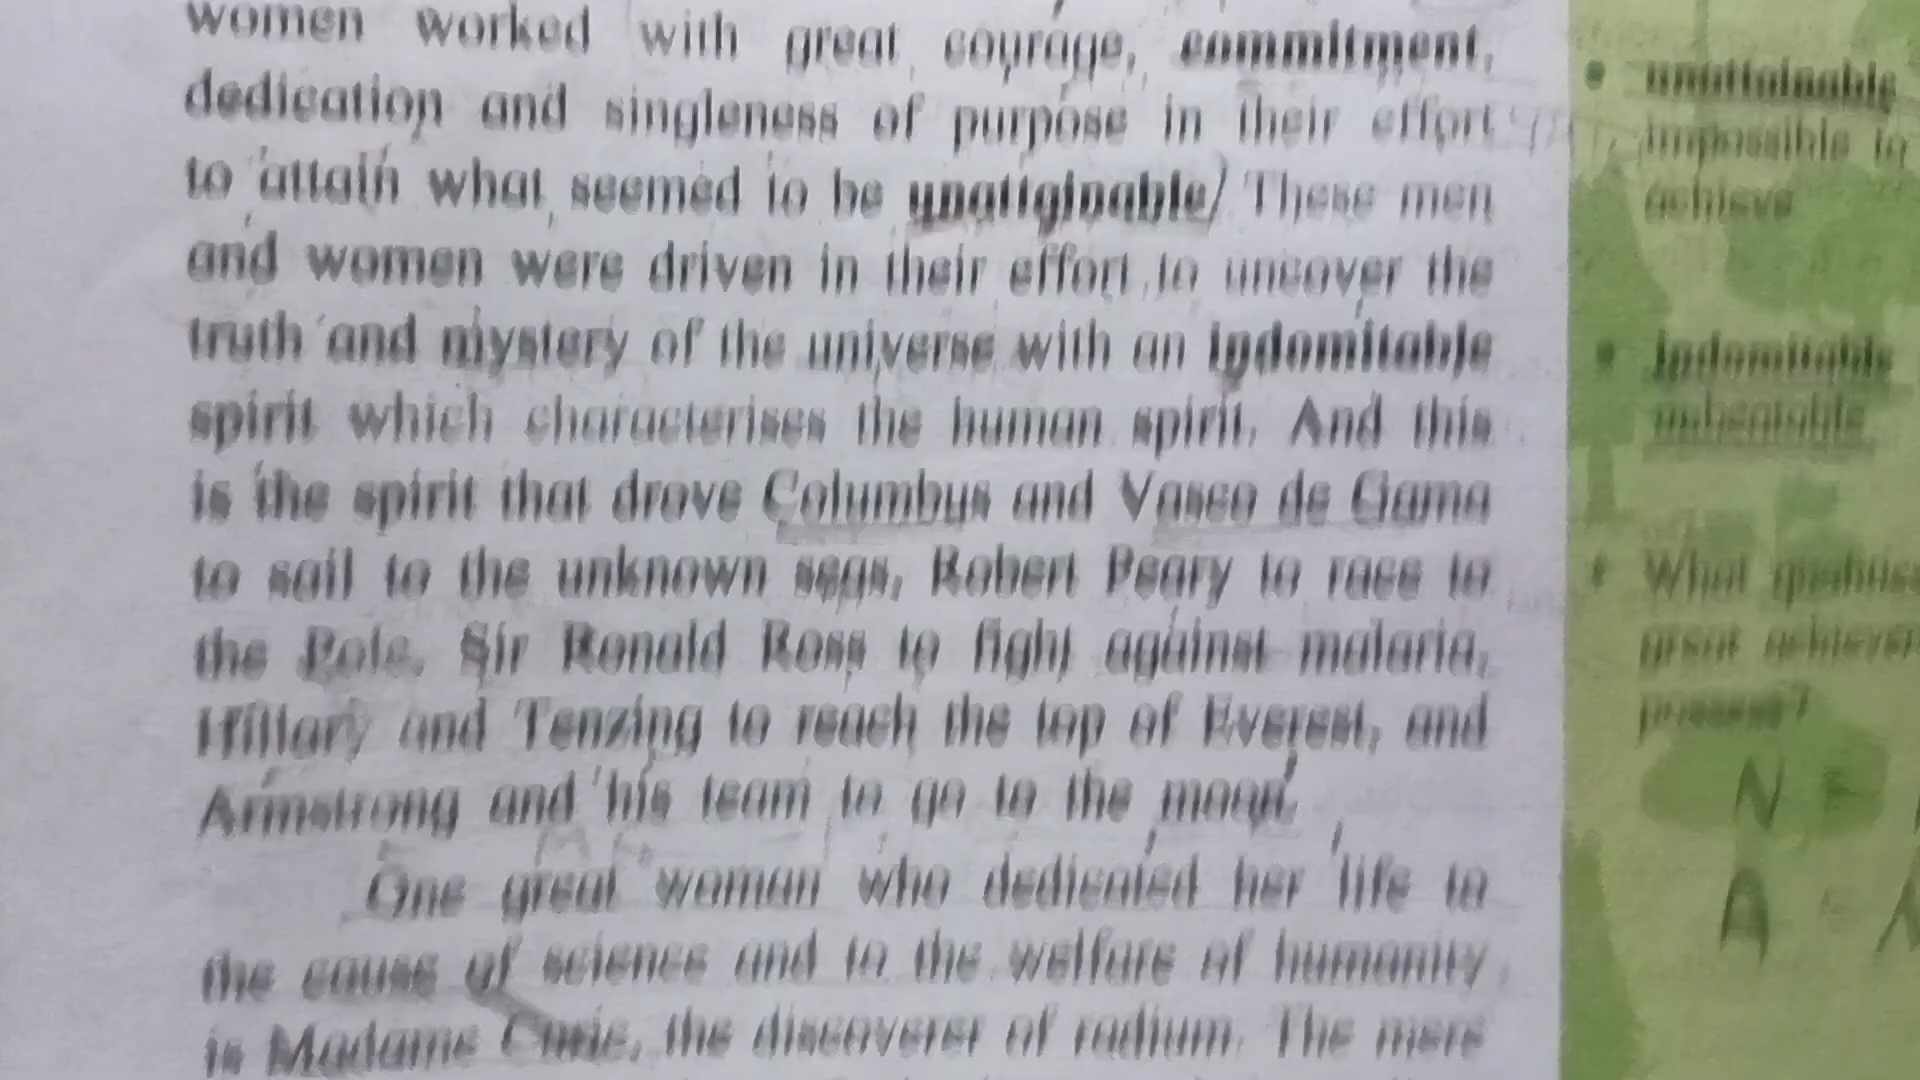 women worked with great courage, commitment,
dedication and singleness of purpose in their effort
to attain what seemed to be unattainable. These men
and women were driven in their effort to uncover the
truth and mystery of the universe with an indomitable
spirit which characterises the human spirit. And this
is the spirit that drove Columbus and Vasco de Gama
to sail to the unknown seas, Robert Peary to race to
the Pole, Sir Ronald Ross to fight against malaria,
Hillary and Tenzing to reach the top of Everest, and
Armstrong and his team to go to the moon.
One great woman who dedicated her life to
the cause of science and to the welfare of humanity
is Madame Curie, the discoverer of radium. The mere
• unattainable
impossible to
achieve
• indomitable
unbeatable
• What qualities
great achievers
possess?
N =
A -